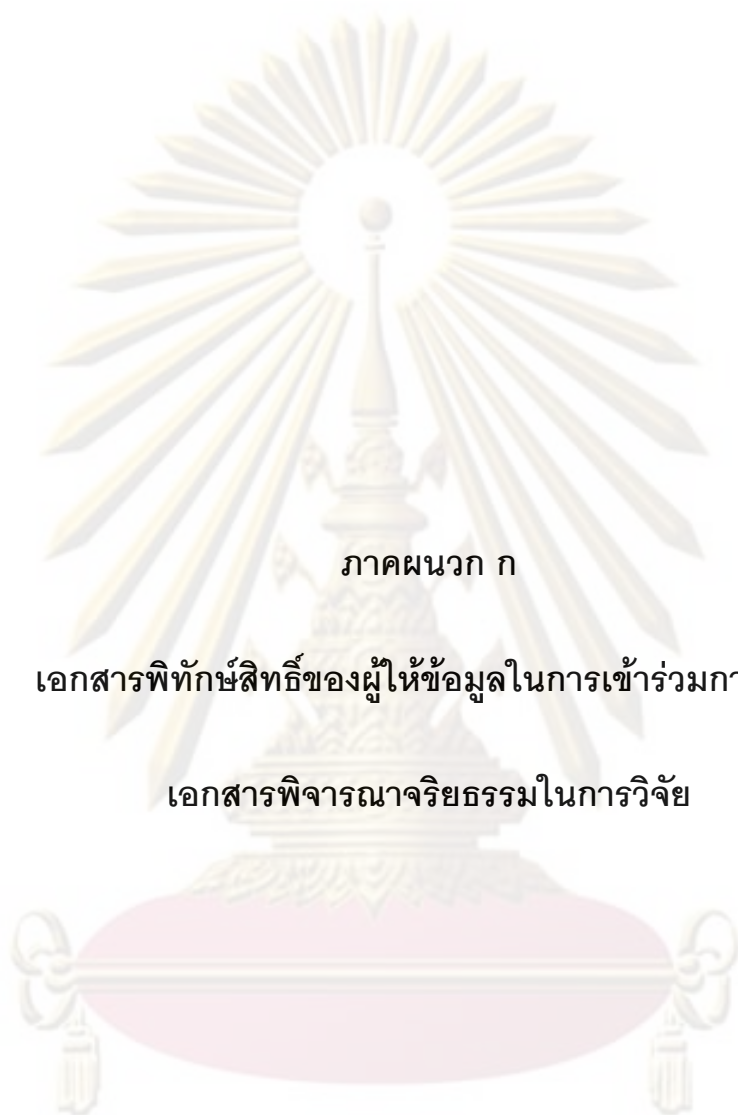 ภาคผนวก ก
เอกสารพิทักษ์สิทธิ์ของผู้ให้ข้อมูลในการเข้าร่วม
เอกสารพิจารณาจริยธรรมในการวิจัย